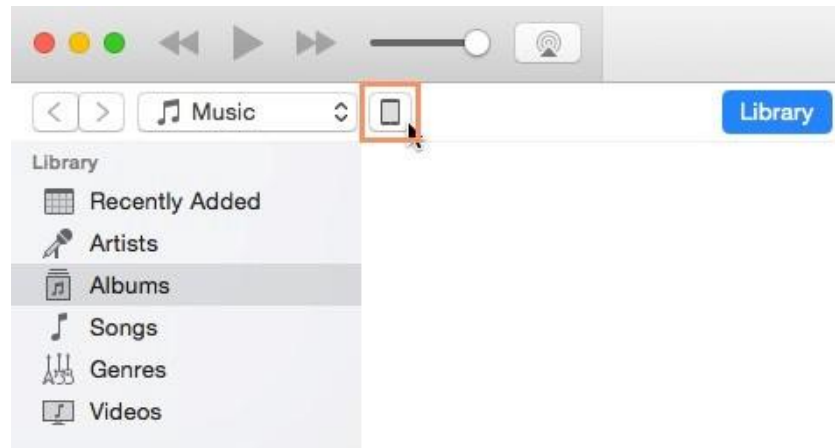 Music
Library
Library
Recently Added
Artists
Albums
Songs
Genres
Videos